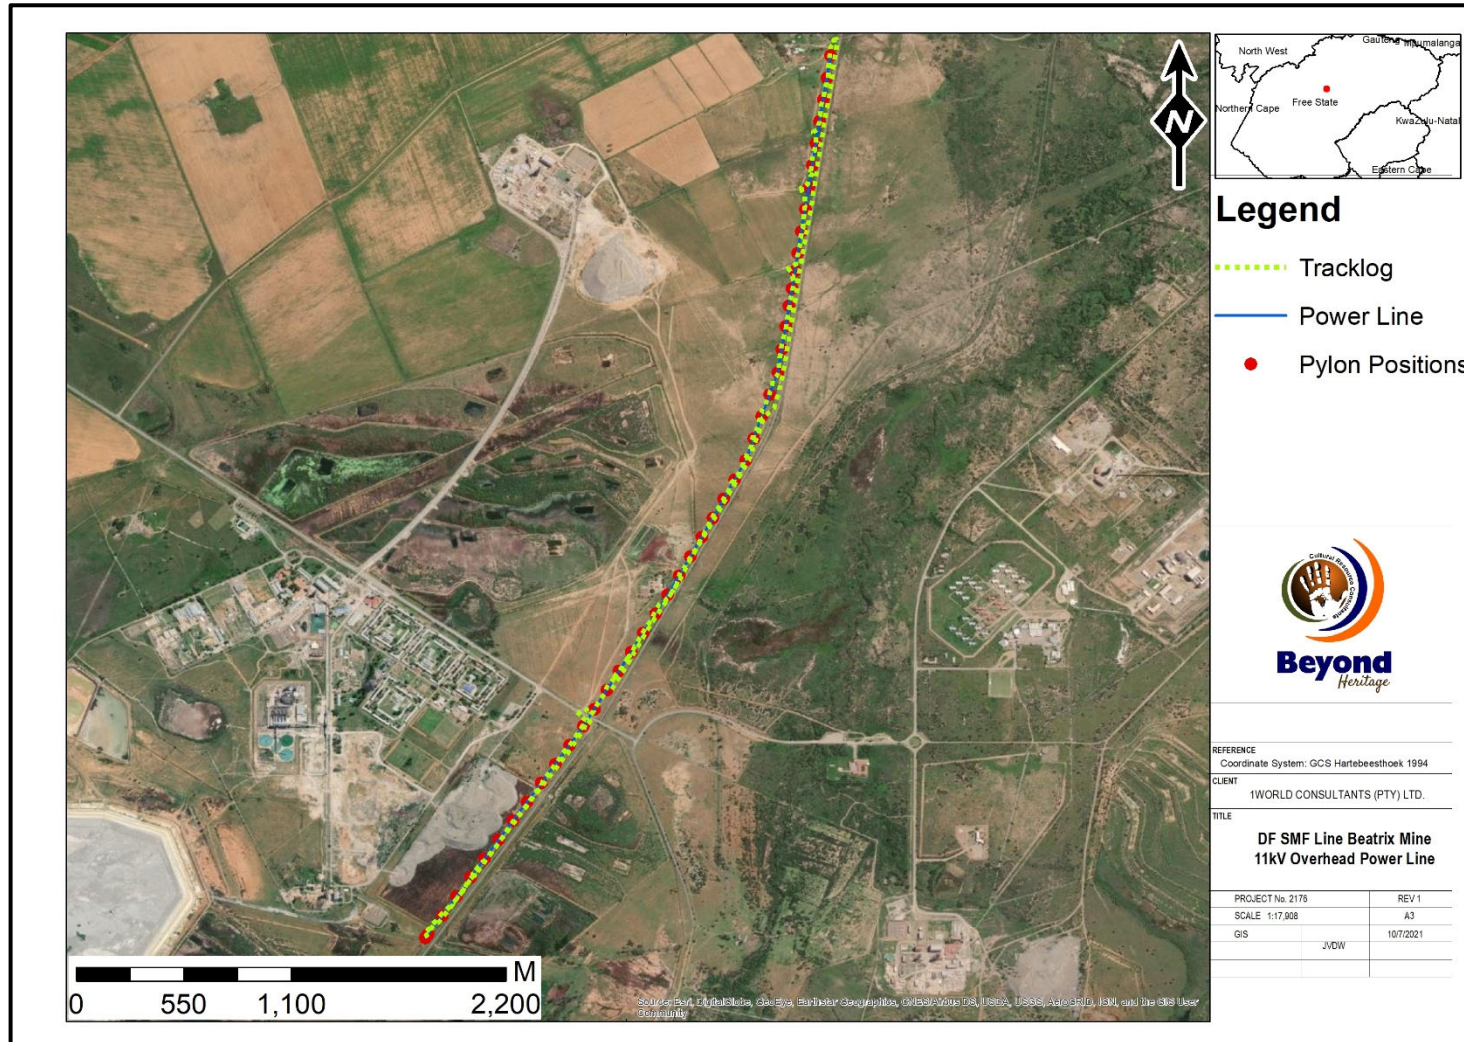 North West
Gauteng
Mpumalanga
Northern Cape
Free State
KwaZulu-Natal
Eastern Cape
N
Legend
Tracklog
Power Line
Pylon Positions
Cultural Resource Consultants
Beyond
Heritage
REFERENCE
Coordinate System: GCS Hartebeesthoek 1994
CLIENT
1WORLD CONSULTANTS (PTY) LTD.
TITLE
DF SMF Line Beatrix Mine
11kV Overhead Power Line
PROJECT No. 2176 REV 1
SCALE 1:17,908 A3
GIS 10/7/2021
JVDW
M
0 550 1,100 2,200
Source: Esri, DigitalGlobe, GeoEye, Earthstar Geographics, CNES/Airbus DS, USDA, USGS, AeroGRID, IGN, and the GIS User
Community